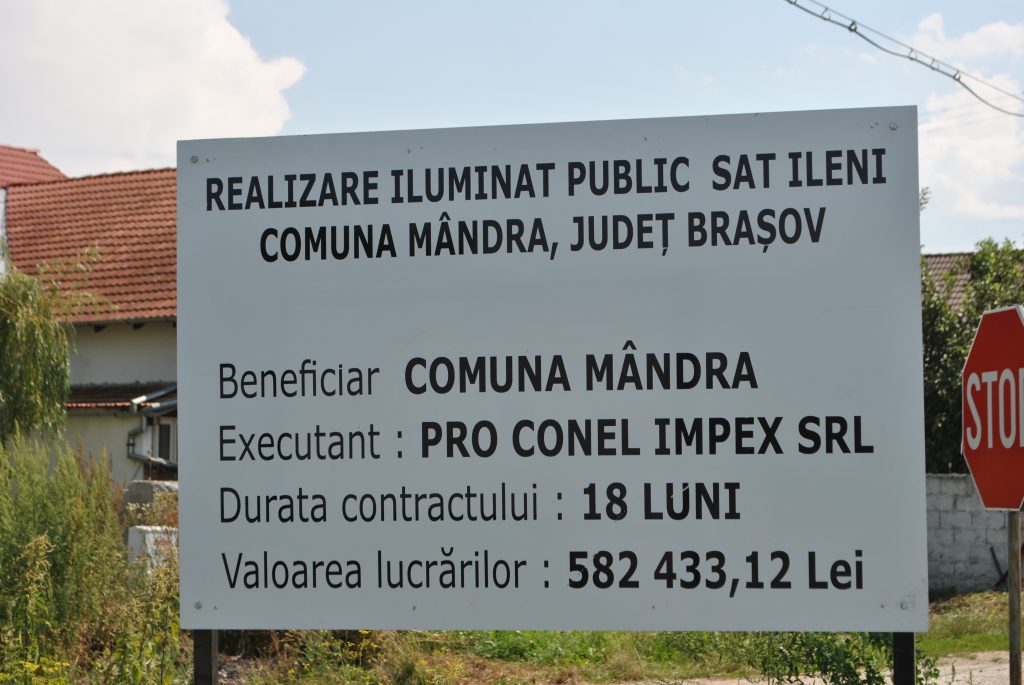 REALIZARE ILUMINAT PUBLIC SAT ILENI
COMUNA MÂNDRA, JUDEȚ BRAȘOV
Beneficiar COMUNA MÂNDRA
Executant : PRO CONEL IMPEX SRL
Durata contractului : 18 LUNI
Valoarea lucrărilor : 582 433,12 Lei
STOP